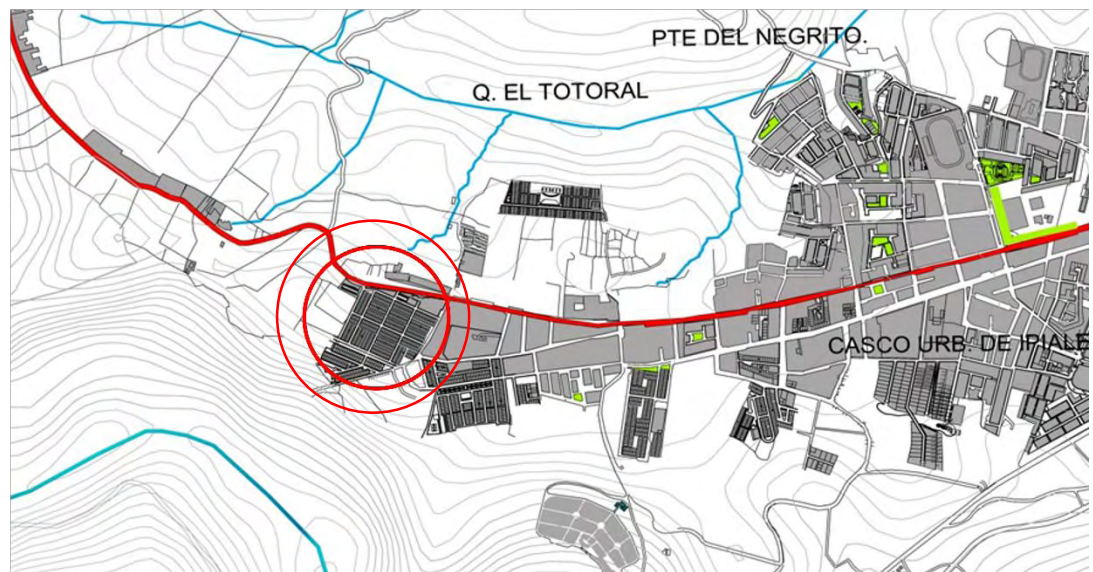 PTE DEL NEGRITO.
Q. EL TOTORAL
CASCO URB. DE IPIALE